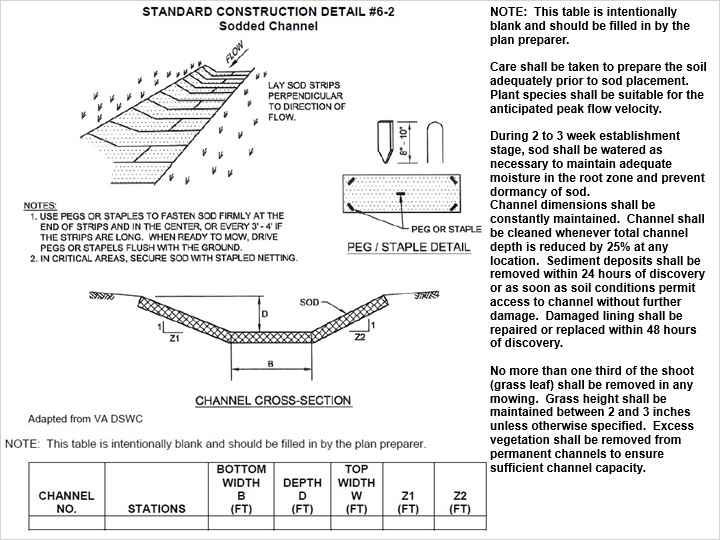 STANDARD CONSTRUCTION DETAIL #6-2
Sodded Channel
FLOW
LAY SOD STRIPS
PERPENDICULAR
TO DIRECTION OF
FLOW.
8" - 10"
PEG OR STAPLE
PEG / STAPLE DETAIL
NOTES:
1. USE PEGS OR STAPLES TO FASTEN SOD FIRMLY AT THE
END OF STRIPS AND IN THE CENTER, OR EVERY 3' - 4' IF
THE STRIPS ARE LONG. WHEN READY TO MOW, DRIVE
PEGS OR STAPELS FLUSH WITH THE GROUND.
2. IN CRITICAL AREAS, SECURE SOD WITH STAPLED NETTING.
SOD
D
1
Z1
1
Z2
B
CHANNEL CROSS-SECTION
Adapted from VA DSWC
NOTE: This table is intentionally blank and should be filled in by the plan preparer.
CHANNEL
NO.
STATIONS
BOTTOM
WIDTH
B
(FT)
DEPTH
D
(FT)
TOP
WIDTH
W
(FT)
Z1
(FT)
Z2
(FT)
NOTE: This table is intentionally
blank and should be filled in by the
plan preparer.
Care shall be taken to prepare the soil
adequately prior to sod placement.
Plant species shall be suitable for the
anticipated peak flow velocity.
During 2 to 3 week establishment
stage, sod shall be watered as
necessary to maintain adequate
moisture in the root zone and prevent
dormancy of sod.
Channel dimensions shall be
constantly maintained. Channel shall
be cleaned whenever total channel
depth is reduced by 25% at any
location. Sediment deposits shall be
removed within 24 hours of discovery
or as soon as soil conditions permit
access to channel without further
damage. Damaged lining shall be
repaired or replaced within 48 hours
of discovery.
No more than one third of the shoot
(grass leaf) shall be removed in any
mowing. Grass height shall be
maintained between 2 and 3 inches
unless otherwise specified. Excess
vegetation shall be removed from
permanent channels to ensure
sufficient channel capacity.